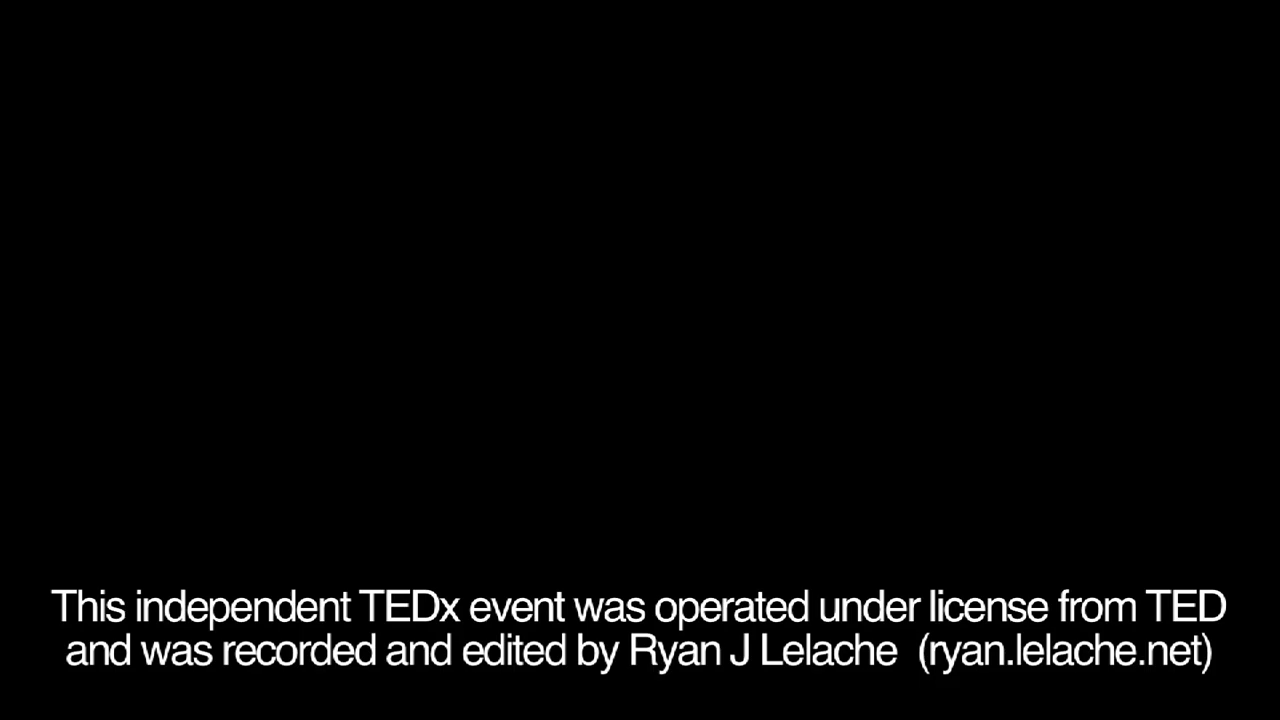 This independent TEDx event was operated under license from TED
and was recorded and edited by Ryan J Lelache (ryan.lelache.net)